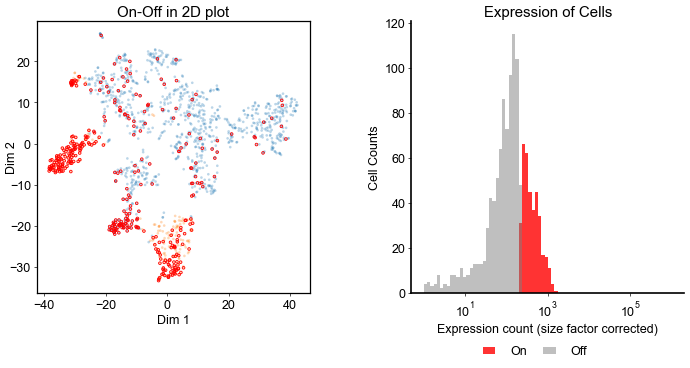 On-Off in 2D plot
Expression of Cells
Dim 2
20
10
0
−10
−20
−30
−40
−20
0
20
40
Dim 1
Cell Counts
120
100
80
60
40
20
0
10^1
10^3
10^5
Expression count (size factor corrected)
On
Off